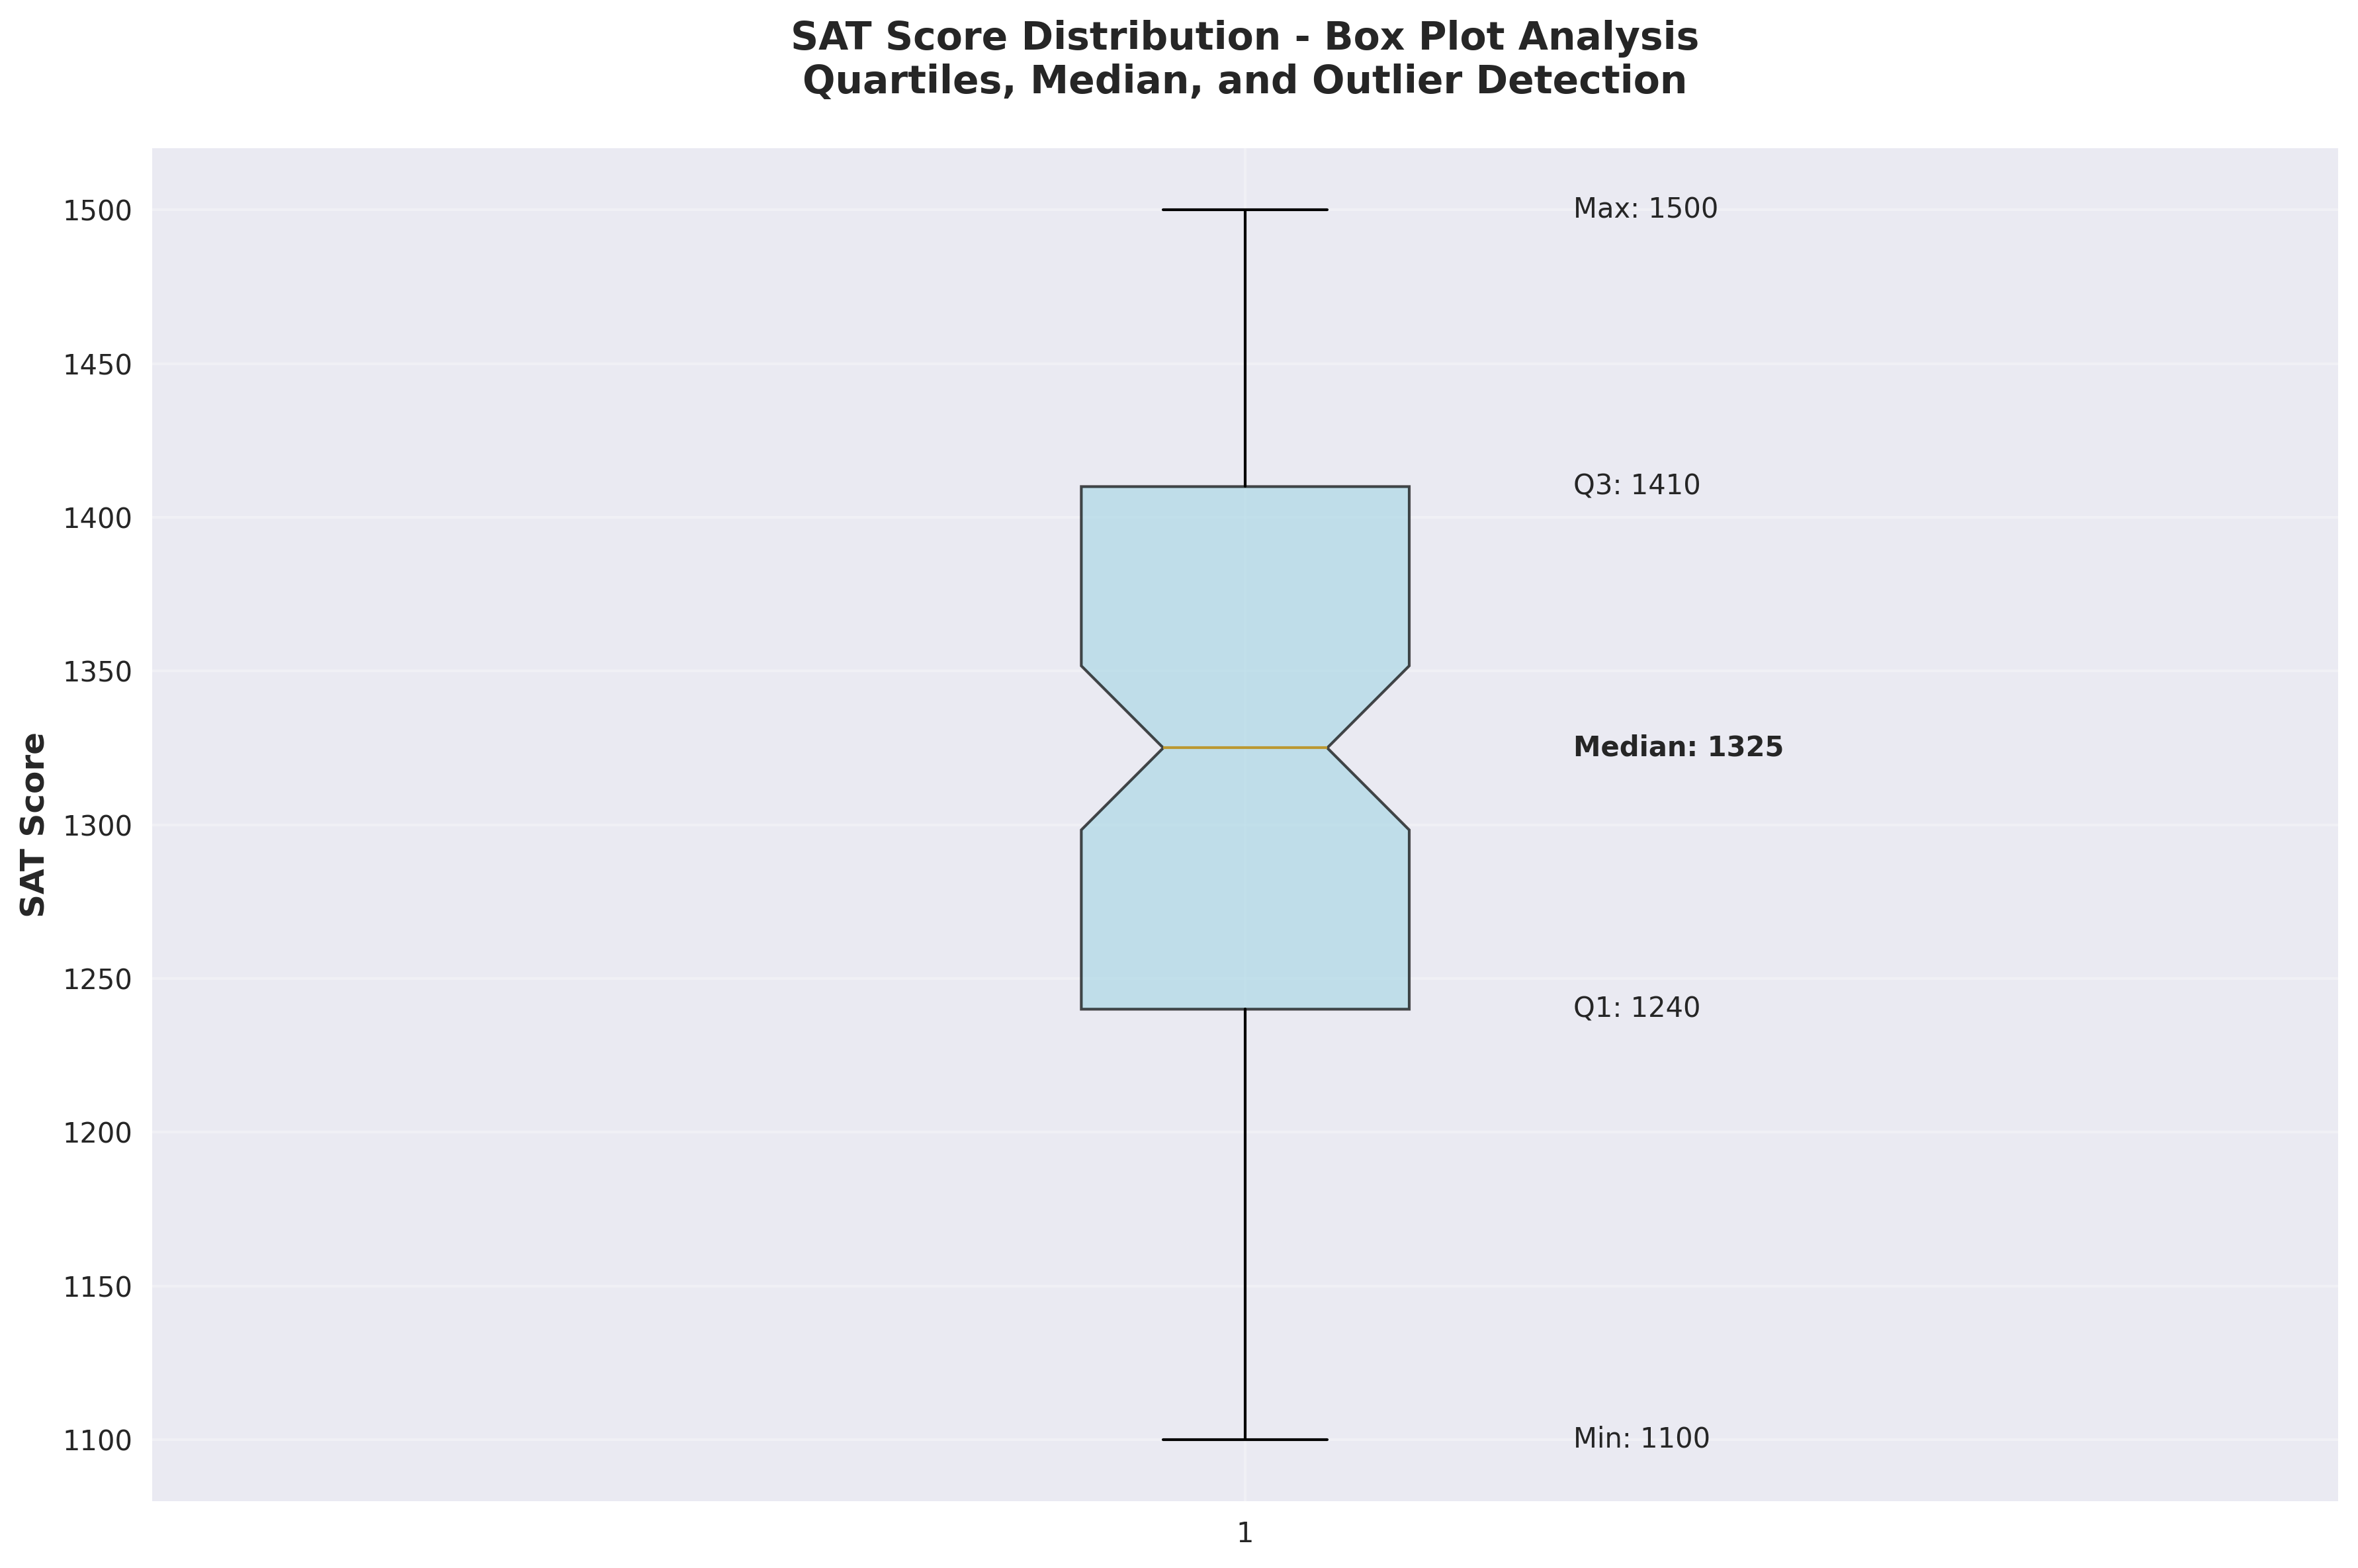 SAT Score Distribution - Box Plot Analysis
Quartiles, Median, and Outlier Detection
SAT Score
1500
1450
1400
1350
1300
1250
1200
1150
1100
Max: 1500
Q3: 1410
Median: 1325
Q1: 1240
Min: 1100
1